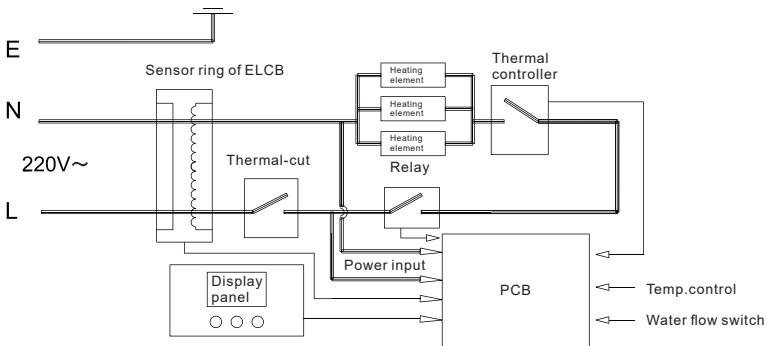 E
Sensor ring of ELCB
Heating
element
Heating
element
Heating
element
Thermal
controller
N
220V～
Thermal-cut
Relay
L
Power input
Display
panel
PCB
Temp.control
Water flow switch